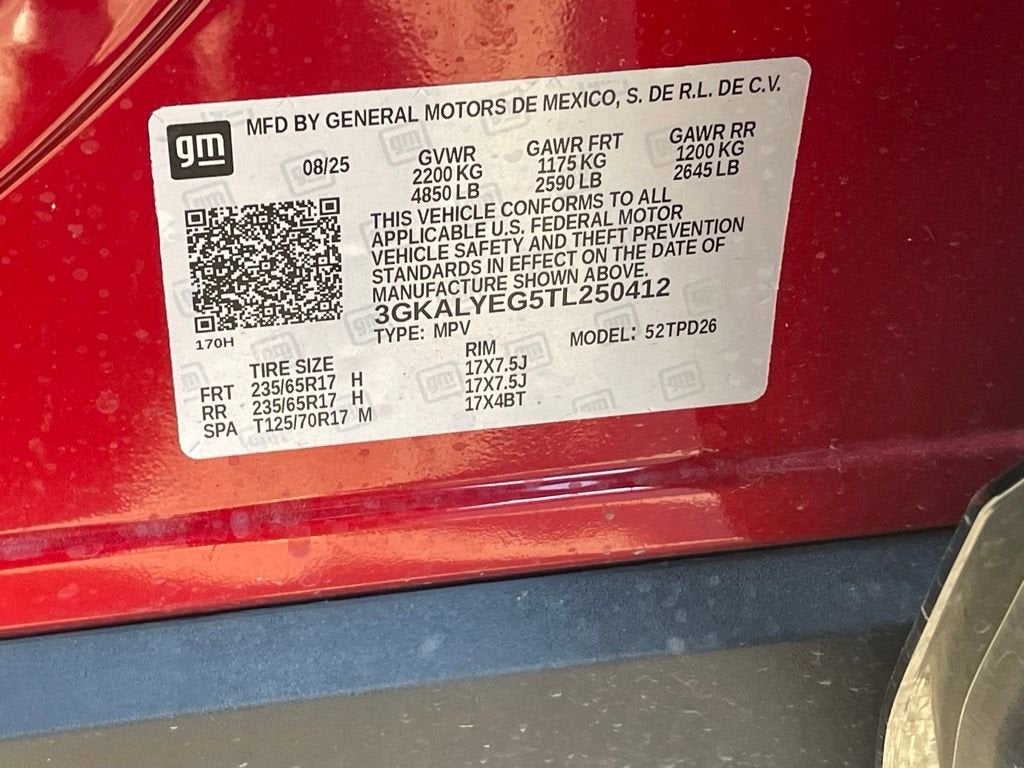 gm
MFD BY GENERAL MOTORS DE MEXICO, S. DE R.L. DE C.V.
08/25
GVWR
2200 KG
4850 LB
GAWR FRT
1175 KG
2590 LB
GAWR RR
1200 KG
2645 LB
THIS VEHICLE CONFORMS TO ALL
APPLICABLE U.S. FEDERAL MOTOR
VEHICLE SAFETY AND THEFT PREVENTION
STANDARDS IN EFFECT ON THE DATE OF
MANUFACTURE SHOWN ABOVE.
3GKALYEG5TL250412
170H
TYPE: MPV
MODEL: 52TPD26
TIRE SIZE RIM
FRT 235/65R17 H 17X7.5J
RR 235/65R17 H 17X7.5J
SPA T125/70R17 M 17X4BT